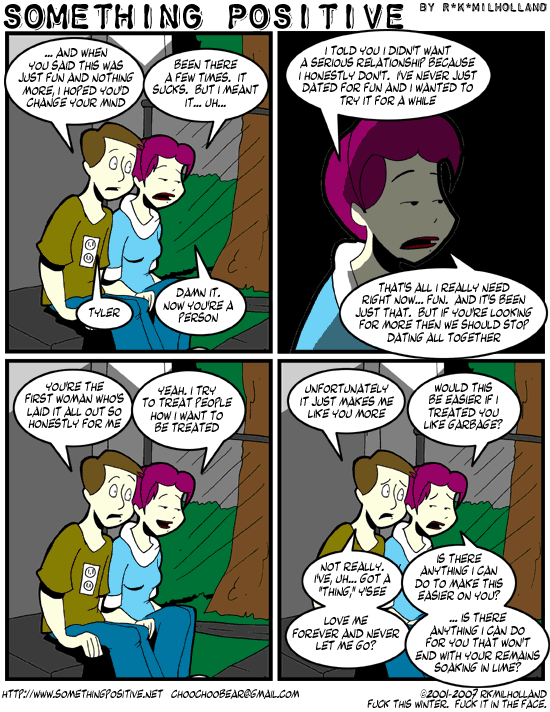 SOMETHING POSITIVE
BY R*K*MILHOLLAND
... AND WHEN
YOU SAID THIS WAS
JUST FUN AND NOTHING
MORE, I HOPED YOU'D
CHANGE YOUR MIND
BEEN THERE
A FEW TIMES. IT
SUCKS. BUT I MEANT
IT... UH...
TYLER
DAMN IT.
NOW YOU'RE A
PERSON
I TOLD YOU I DIDN'T WANT
A SERIOUS RELATIONSHIP BECAUSE
I HONESTLY DON'T. I'VE NEVER JUST
DATED FOR FUN AND I WANTED TO
TRY IT FOR A WHILE
THAT'S ALL I REALLY NEED
RIGHT NOW... FUN. AND IT'S BEEN
JUST THAT. BUT IF YOU'RE LOOKING
FOR MORE THEN WE SHOULD STOP
DATING ALL TOGETHER
YOU'RE THE
FIRST WOMAN WHO'S
LAID IT ALL OUT SO
HONESTLY FOR ME
YEAH. I TRY
TO TREAT PEOPLE
HOW I WANT TO
BE TREATED
UNFORTUNATELY
IT JUST MAKES ME
LIKE YOU MORE
WOULD THIS
BE EASIER IF I
TREATED YOU
LIKE GARBAGE?
NOT REALLY.
I'VE, UH... GOT A
"THING," Y'SEE
IS THERE
ANYTHING I CAN
DO TO MAKE THIS
EASIER ON YOU?
LOVE ME
FOREVER AND NEVER
LET ME GO?
... IS THERE
ANYTHING I CAN DO
FOR YOU THAT WON'T
END WITH YOUR REMAINS
SOAKING IN LIME?
HTTP://WWW.SOMETHINGPOSITIVE.NET CHOOCHOOBEAR@GMAIL.COM
©2001-2007 RKMILHOLLAND
FUCK THIS WINTER. FUCK IT IN THE FACE.